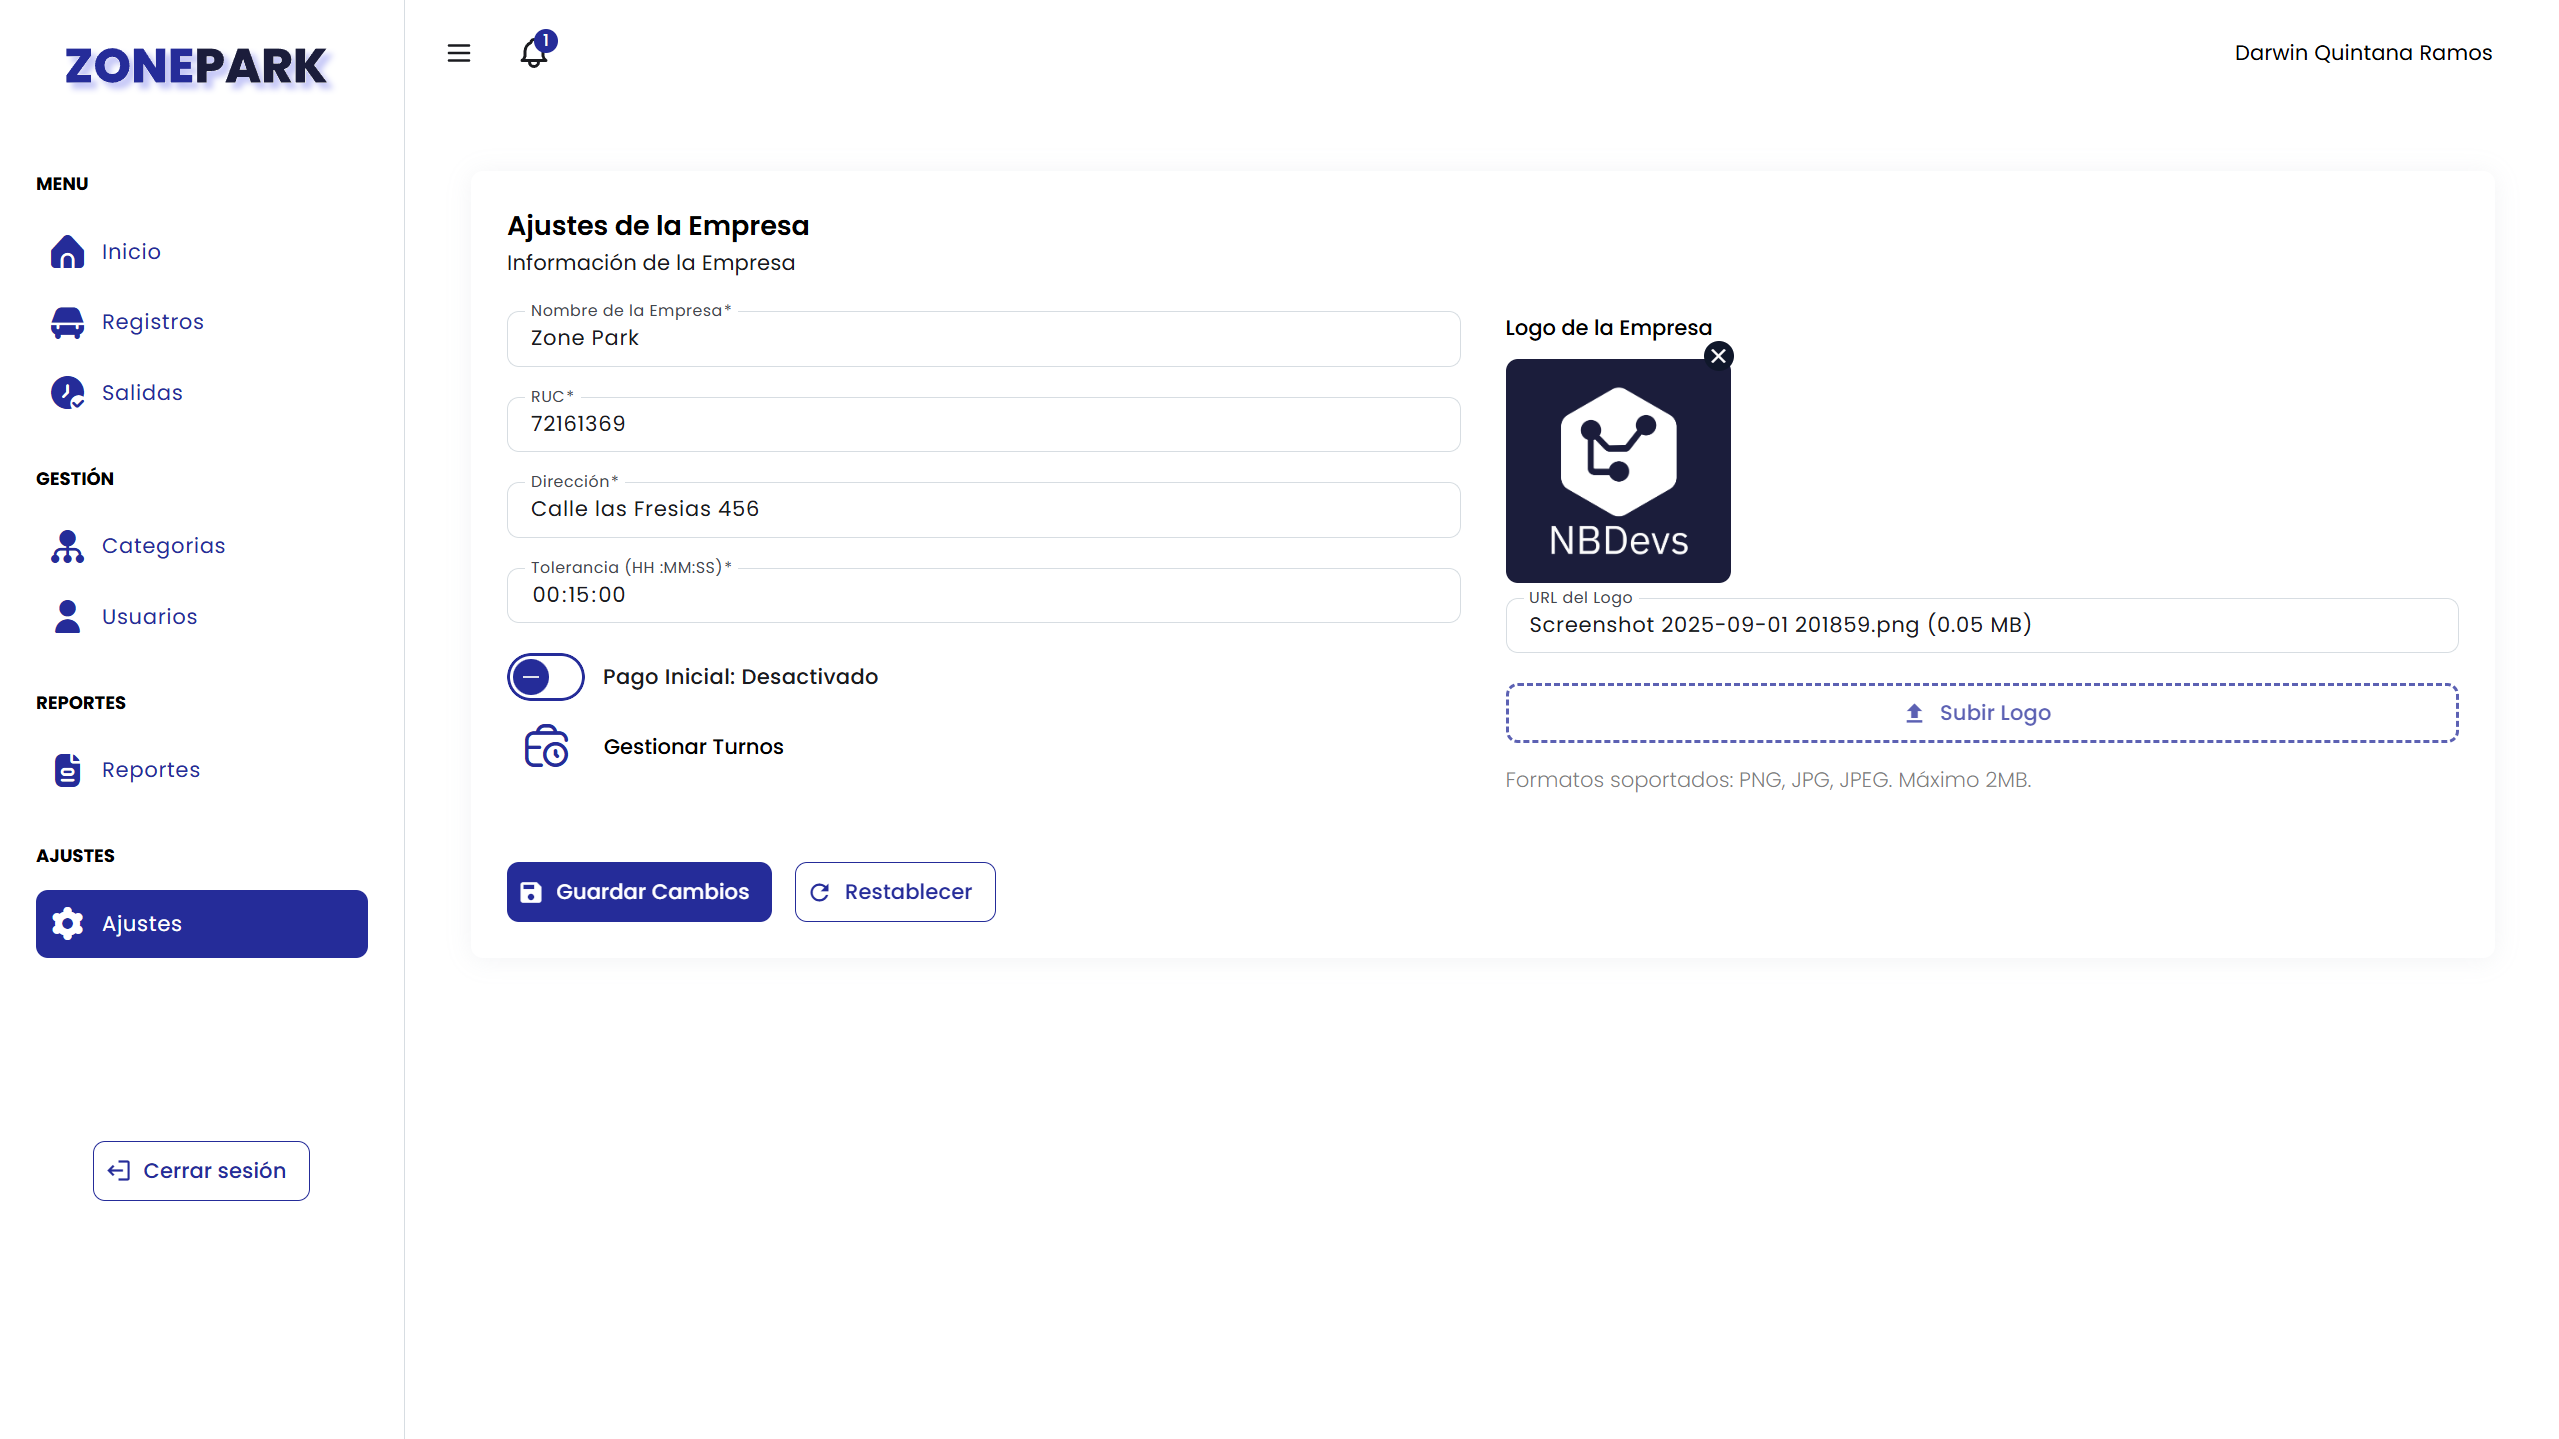 ZONEPARK
1
Darwin Quintana Ramos
MENU
Inicio
Registros
Salidas
GESTIÓN
Categorias
Usuarios
REPORTES
Reportes
AJUSTES
Ajustes
Cerrar sesión
Ajustes de la Empresa
Información de la Empresa
Nombre de la Empresa*
Zone Park
RUC*
72161369
Dirección*
Calle las Fresias 456
Tolerancia (HH :MM:SS)*
00:15:00
Pago Inicial: Desactivado
Gestionar Turnos
Logo de la Empresa
NBDevs
URL del Logo
Screenshot 2025-09-01 201859.png (0.05 MB)
Subir Logo
Formatos soportados: PNG, JPG, JPEG. Máximo 2MB.
Guardar Cambios
Restablecer